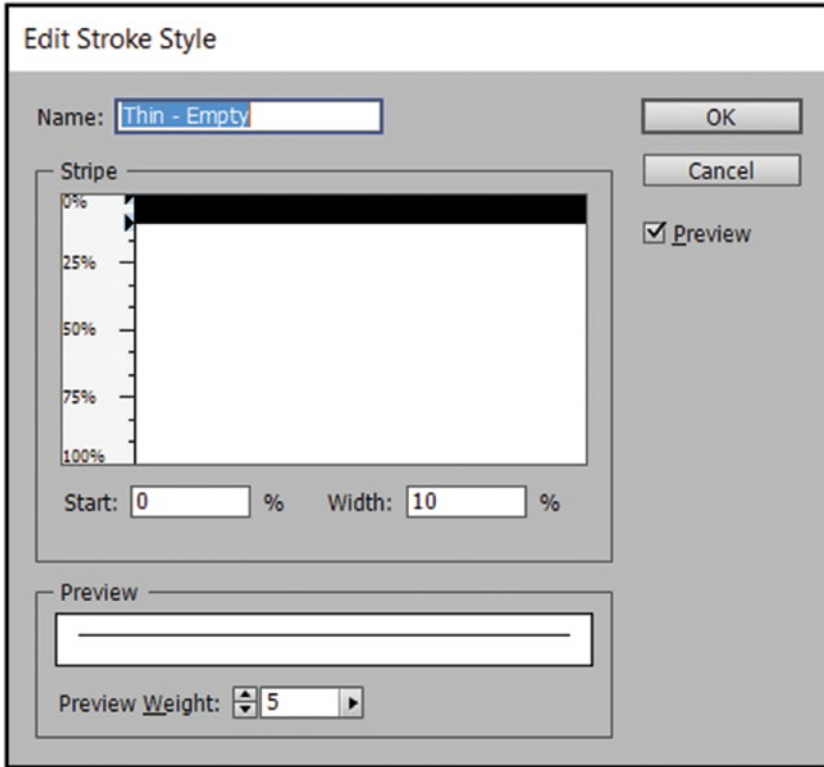 Edit Stroke Style
Name: Thin - Empty
OK
Cancel
Preview
Stripe
0%
25%
50%
75%
100%
Start: 0 % Width: 10 %
Preview
Preview Weight: 5